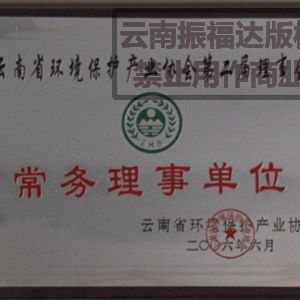 云南振福达版权
禁止用作商业
云南省环境保护产业协会第二届理事会
ZHB
常务理事单位
云南省环境保护产业协
二〇〇六年六月